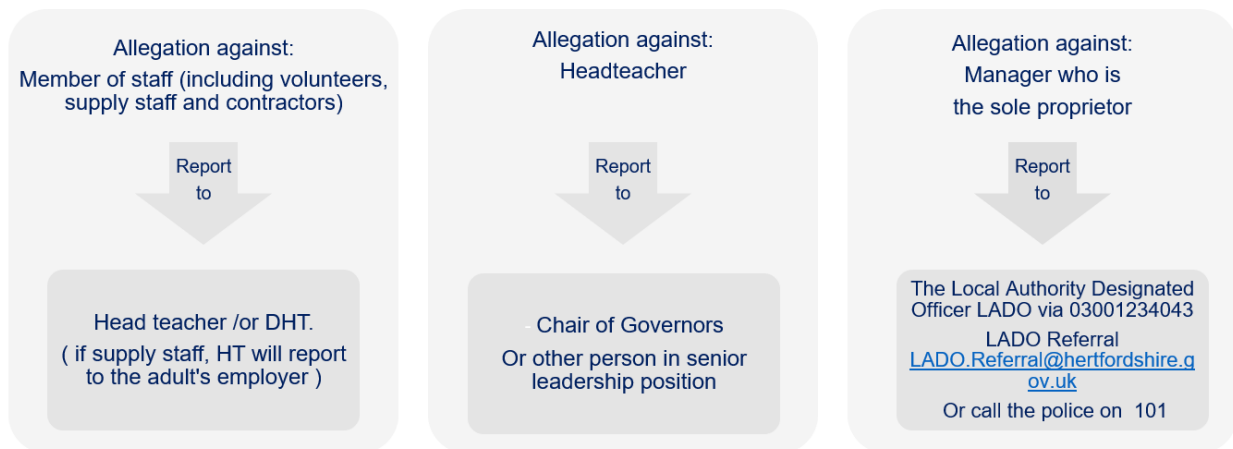 Allegation against:
Member of staff (including volunteers,
supply staff and contractors)
Report
to
Head teacher /or DHT.
( if supply staff, HT will report
to the adult's employer )
Allegation against:
Headteacher
Report
to
- Chair of Governors
Or other person in senior
leadership position
Allegation against:
Manager who is
the sole proprietor
Report
to
The Local Authority Designated
Officer LADO via 03001234043
LADO Referral
LADO.Referral@hertfordshire.g
ov.uk
Or call the police on 101